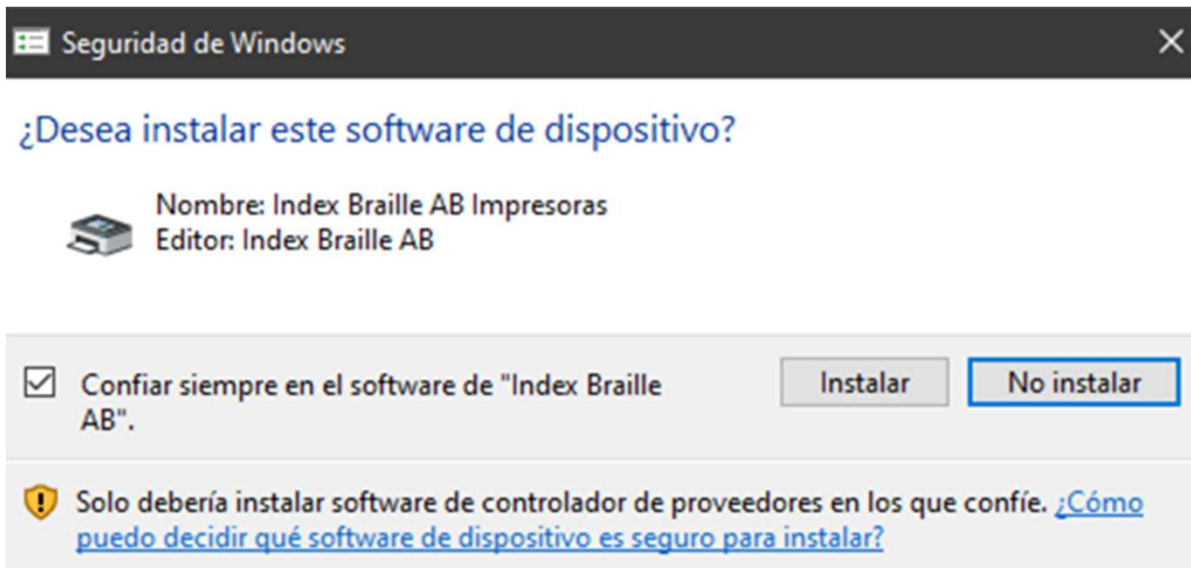 Seguridad de Windows
¿Desea instalar este software de dispositivo?
Nombre: Index Braille AB Impresoras
Editor: Index Braille AB
Confiar siempre en el software de "Index Braille
AB".
Instalar
No instalar
Solo debería instalar software de controlador de proveedores en los que confíe. ¿Cómo
puedo decidir qué software de dispositivo es seguro para instalar?